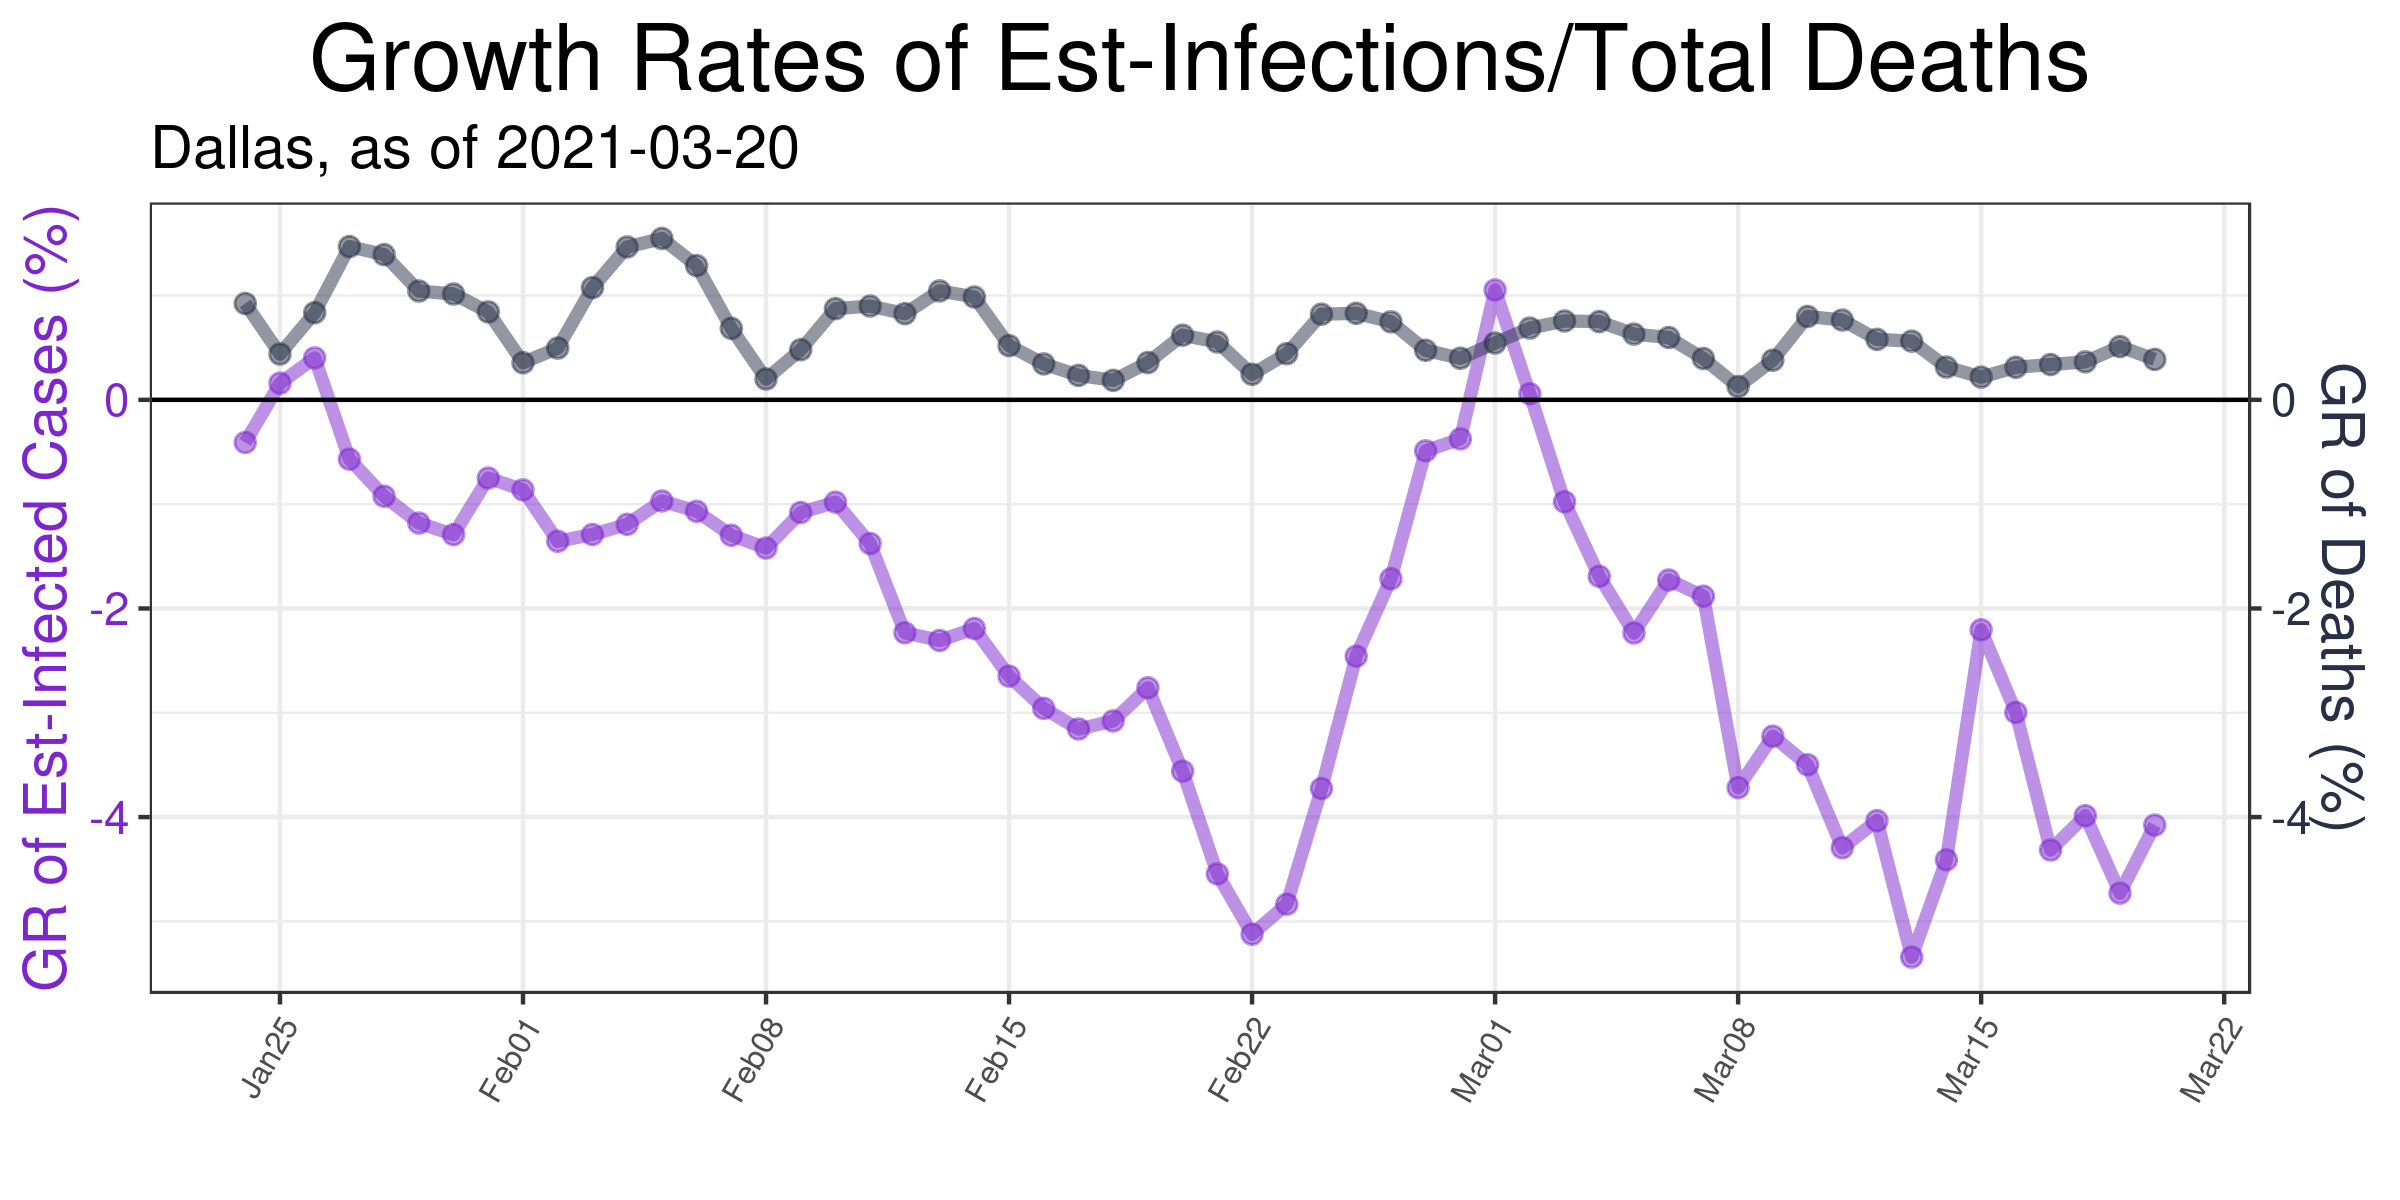 Growth Rates of Est-Infections/Total Deaths
Dallas, as of 2021-03-20
GR of Est-Infected Cases (%)
0
-2
-4
0
-2
-4
GR of Deaths (%)
Jan25
Feb01
Feb08
Feb15
Feb22
Mar01
Mar08
Mar15
Mar22